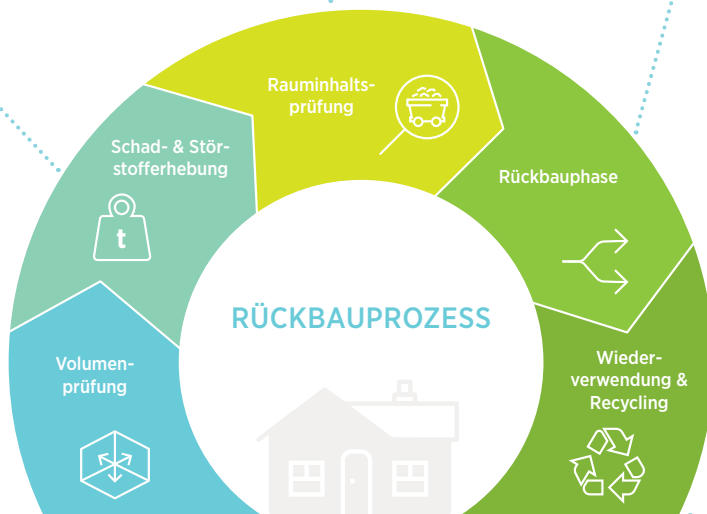 Rauminhalts-
prüfung
Schad- & Stör-
stofferhebung
t
Rückbauphase
RÜCKBAUPROZESS
Volumen-
prüfung
Wieder-
verwendung &
Recycling